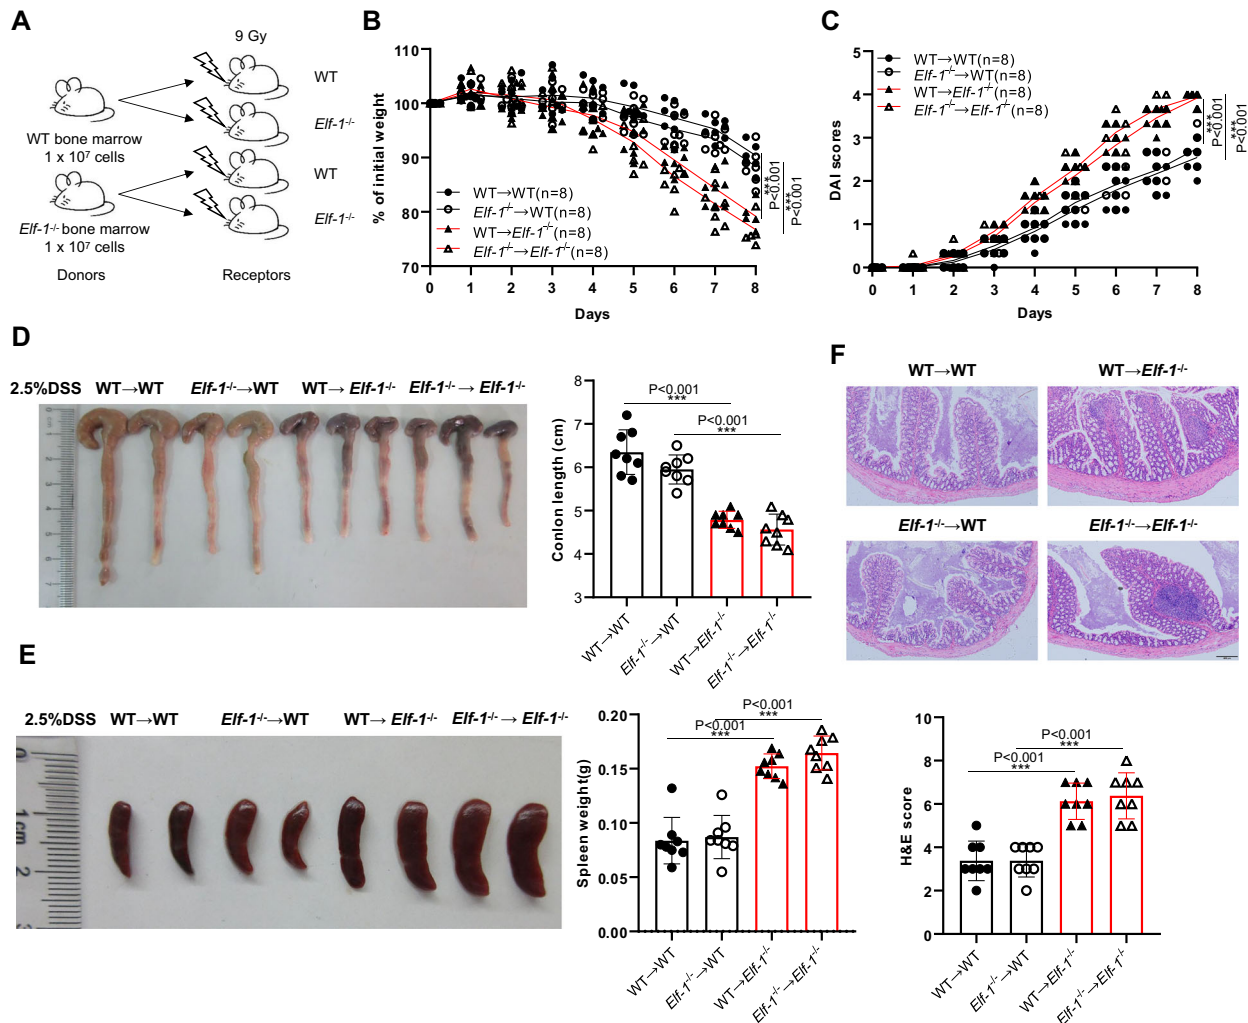 A
9 Gy
WT
Elf-1⁻/⁻
WT
Elf-1⁻/⁻
WT bone marrow
1 x 10⁷ cells
Elf-1⁻/⁻ bone marrow
1 x 10⁷ cells
Donors
Receptors
B
% of initial weight
110
100
90
80
70
0 1 2 3 4 5 6 7 8
Days
WT→WT(n=8)
Elf-1⁻/⁻→WT(n=8)
WT→Elf-1⁻/⁻(n=8)
Elf-1⁻/⁻→Elf-1⁻/⁻(n=8)
***
P<0.001
***
P<0.001
C
DAI scores
5
4
3
2
1
0
0 1 2 3 4 5 6 7 8
Days
WT→WT(n=8)
Elf-1⁻/⁻→WT(n=8)
WT→Elf-1⁻/⁻(n=8)
Elf-1⁻/⁻→Elf-1⁻/⁻(n=8)
***
P<0.001
***
P<0.001
D
2.5%DSS WT→WT Elf-1⁻/⁻→WT WT→ Elf-1⁻/⁻ Elf-1⁻/⁻→ Elf-1⁻/⁻
Conlon length (cm)
8
7
6
5
4
3
P<0.001
***
P<0.001
***
WT→WT
Elf-1⁻/⁻→WT
WT→Elf-1⁻/⁻
Elf-1⁻/⁻→Elf-1⁻/⁻
E
2.5%DSS WT→WT Elf-1⁻/⁻→WT WT→ Elf-1⁻/⁻ Elf-1⁻/⁻→ Elf-1⁻/⁻
0
1cm
2
3
Spleen weight(g)
0.20
0.15
0.10
0.05
0.00
P<0.001
***
P<0.001
***
WT→WT
Elf-1⁻/⁻→WT
WT→Elf-1⁻/⁻
Elf-1⁻/⁻→Elf-1⁻/⁻
F
WT→WT
WT→Elf-1⁻/⁻
Elf-1⁻/⁻→WT
Elf-1⁻/⁻→Elf-1⁻/⁻
H&E score
10
8
6
4
2
0
P<0.001
***
P<0.001
***
WT→WT
Elf-1⁻/⁻→WT
WT→Elf-1⁻/⁻
Elf-1⁻/⁻→Elf-1⁻/⁻